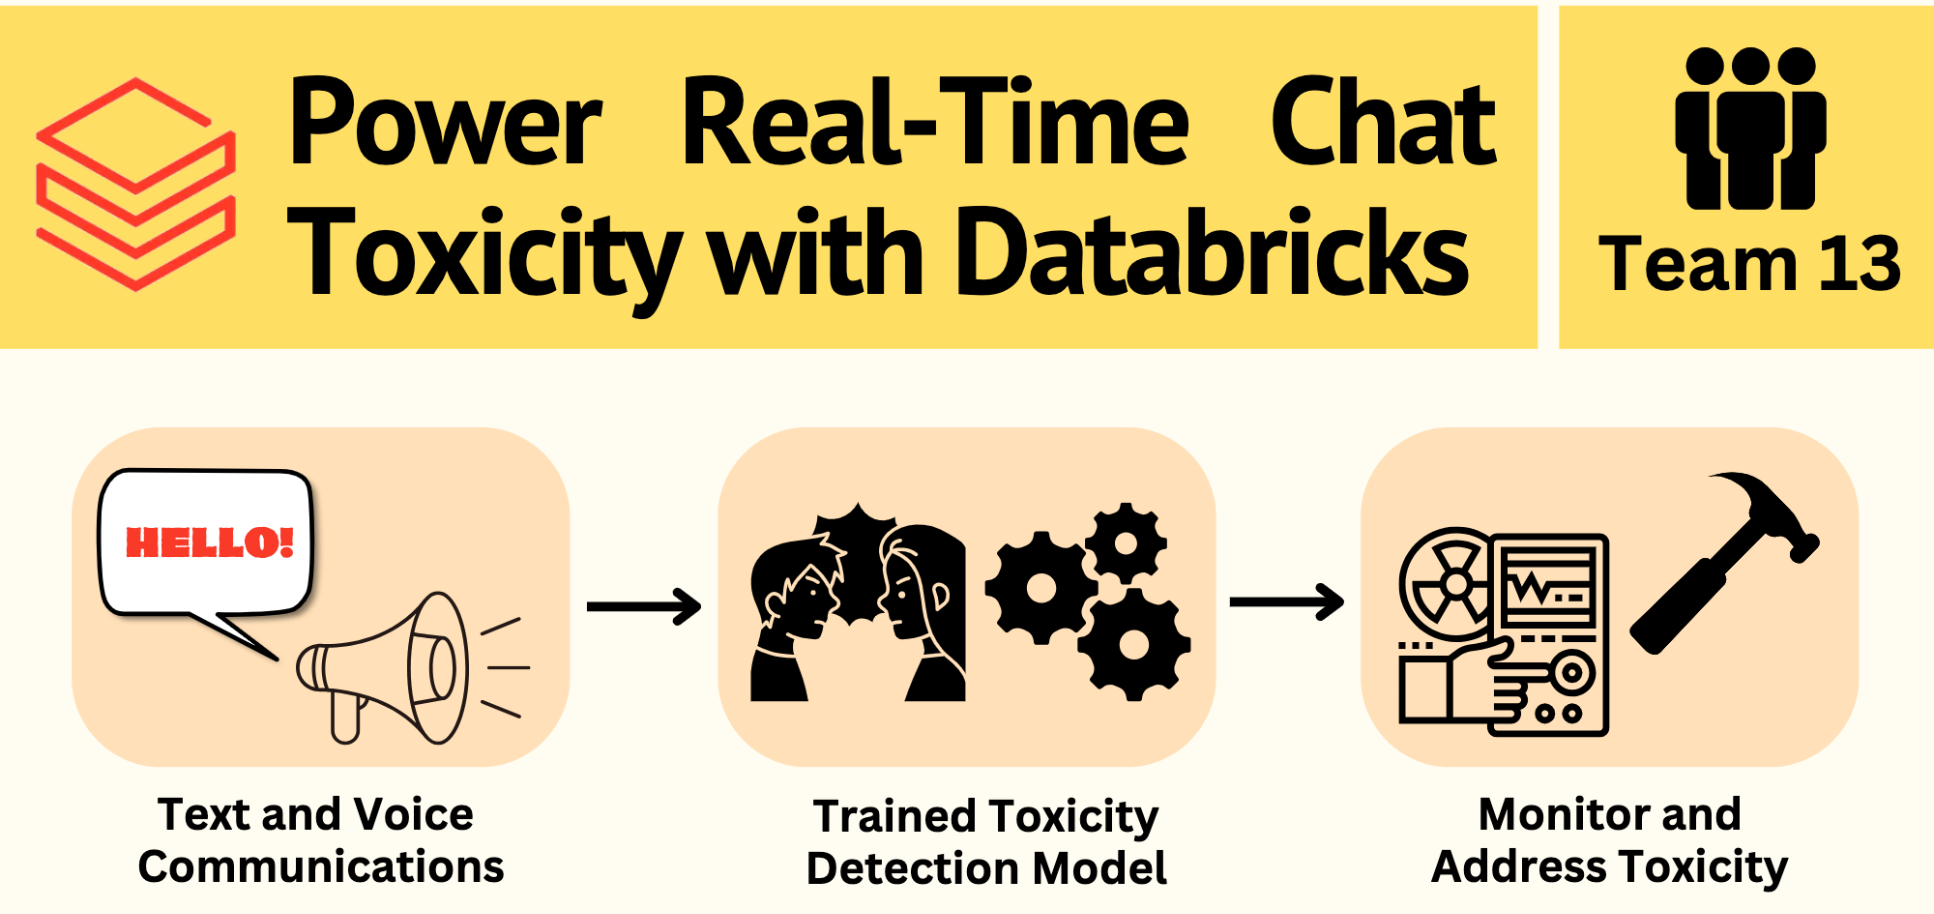 Power Real-Time Chat
Toxicity with Databricks
Team 13
HELLO!
Text and Voice
Communications
Trained Toxicity
Detection Model
Monitor and
Address Toxicity